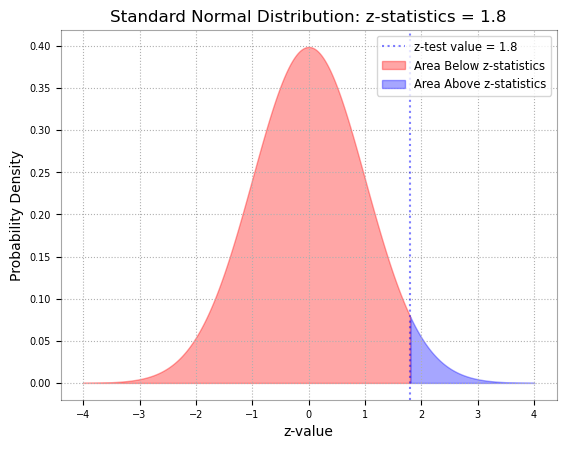 Standard Normal Distribution: z-statistics = 1.8
z-test value = 1.8
Area Below z-statistics
Area Above z-statistics
Probability Density
0.40
0.35
0.30
0.25
0.20
0.15
0.10
0.05
0.00
−4 −3 −2 −1 0 1 2 3 4
z-value